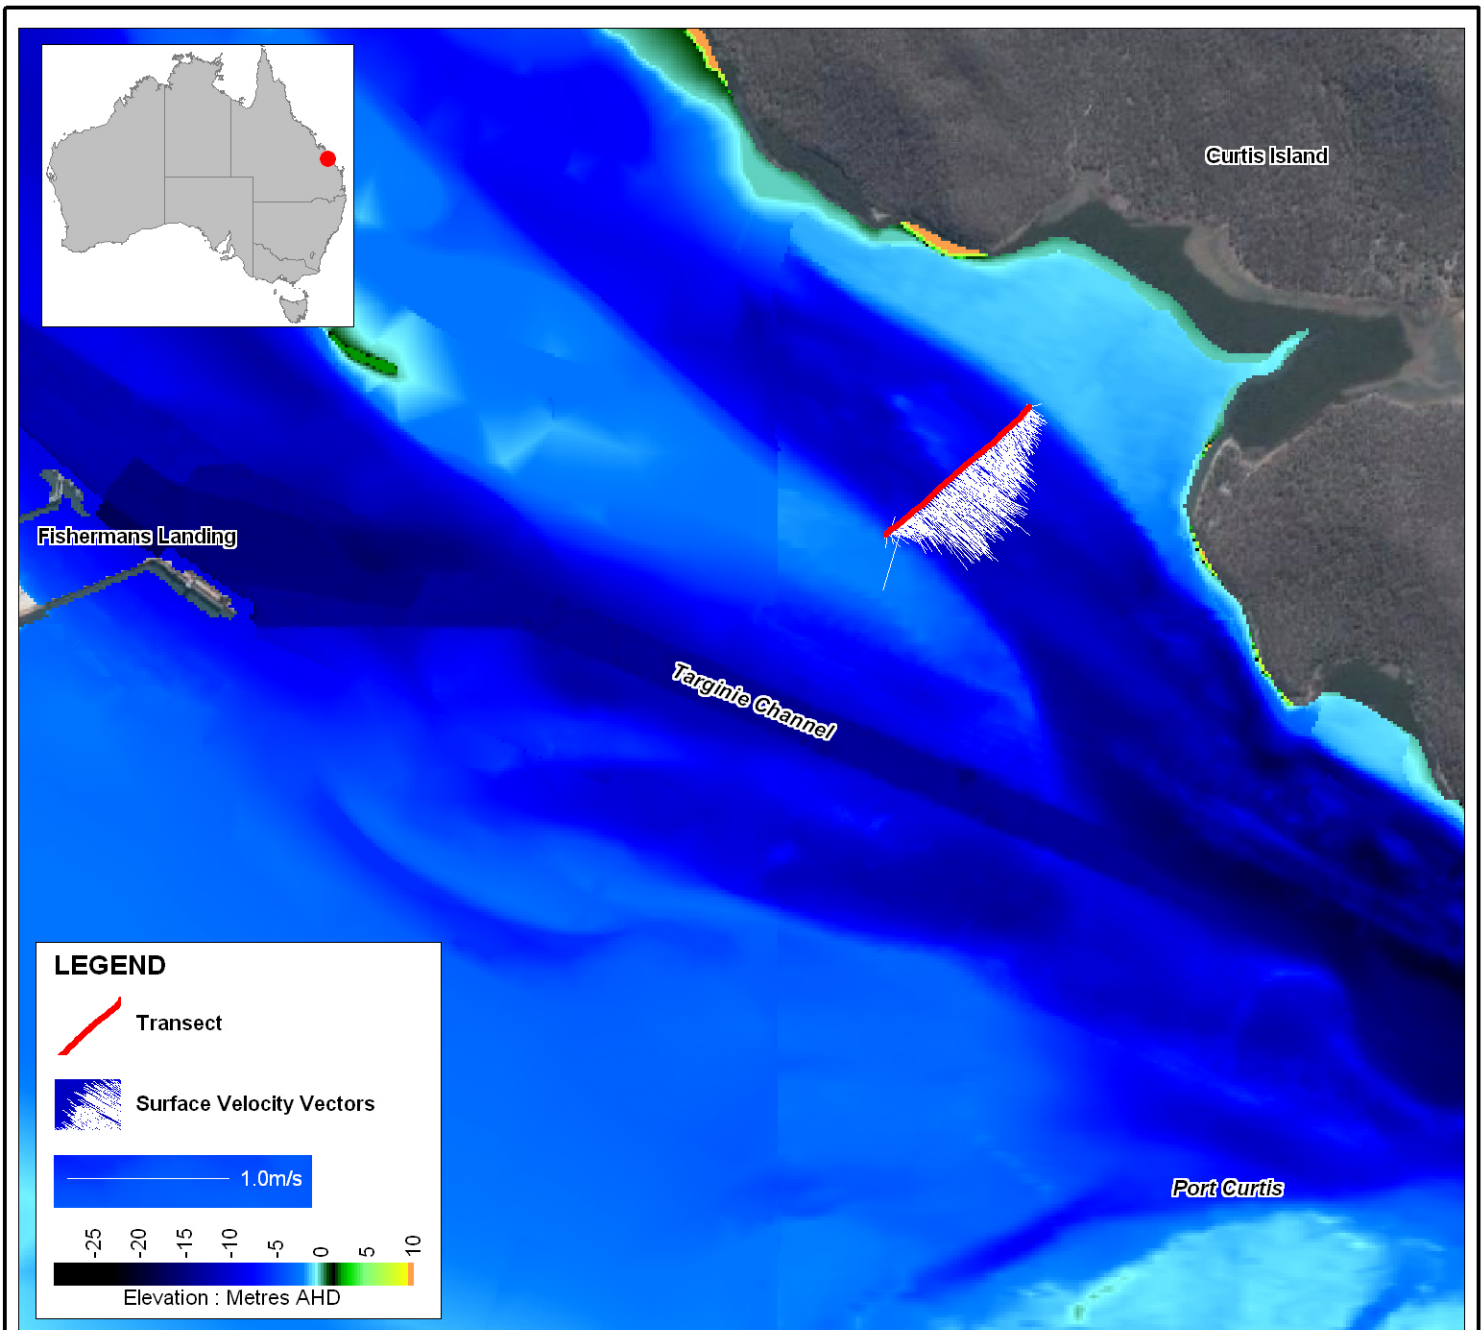 Curtis Island
Fishermans Landing
Targinie Channel
Port Curtis
LEGEND
Transect
Surface Velocity Vectors
1.0m/s
-25 -20 -15 -10 -5 0 5 10
Elevation : Metres AHD